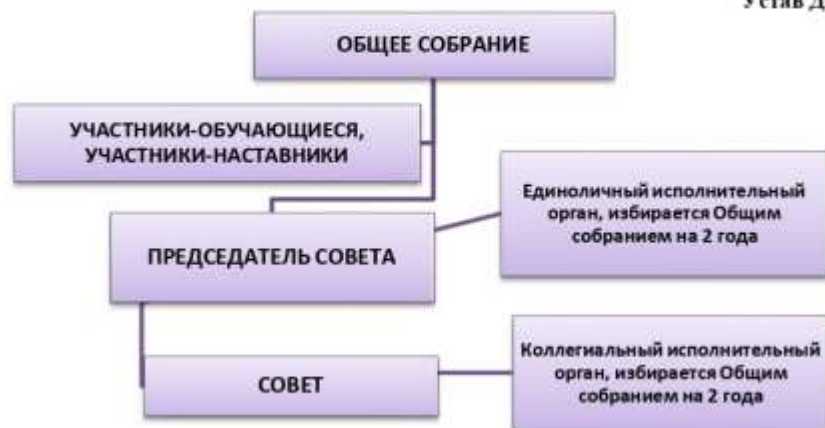 Устав
ОБЩЕЕ СОБРАНИЕ
УЧАСТНИКИ-ОБУЧАЮЩИЕСЯ,
УЧАСТНИКИ-НАСТАВНИКИ
Единоличный исполнительный
орган, избирается Общим
собранием на 2 года
ПРЕДСЕДАТЕЛЬ СОВЕТА
Коллегиальный исполнительный
орган, избирается Общим
собранием на 2 года
СОВЕТ